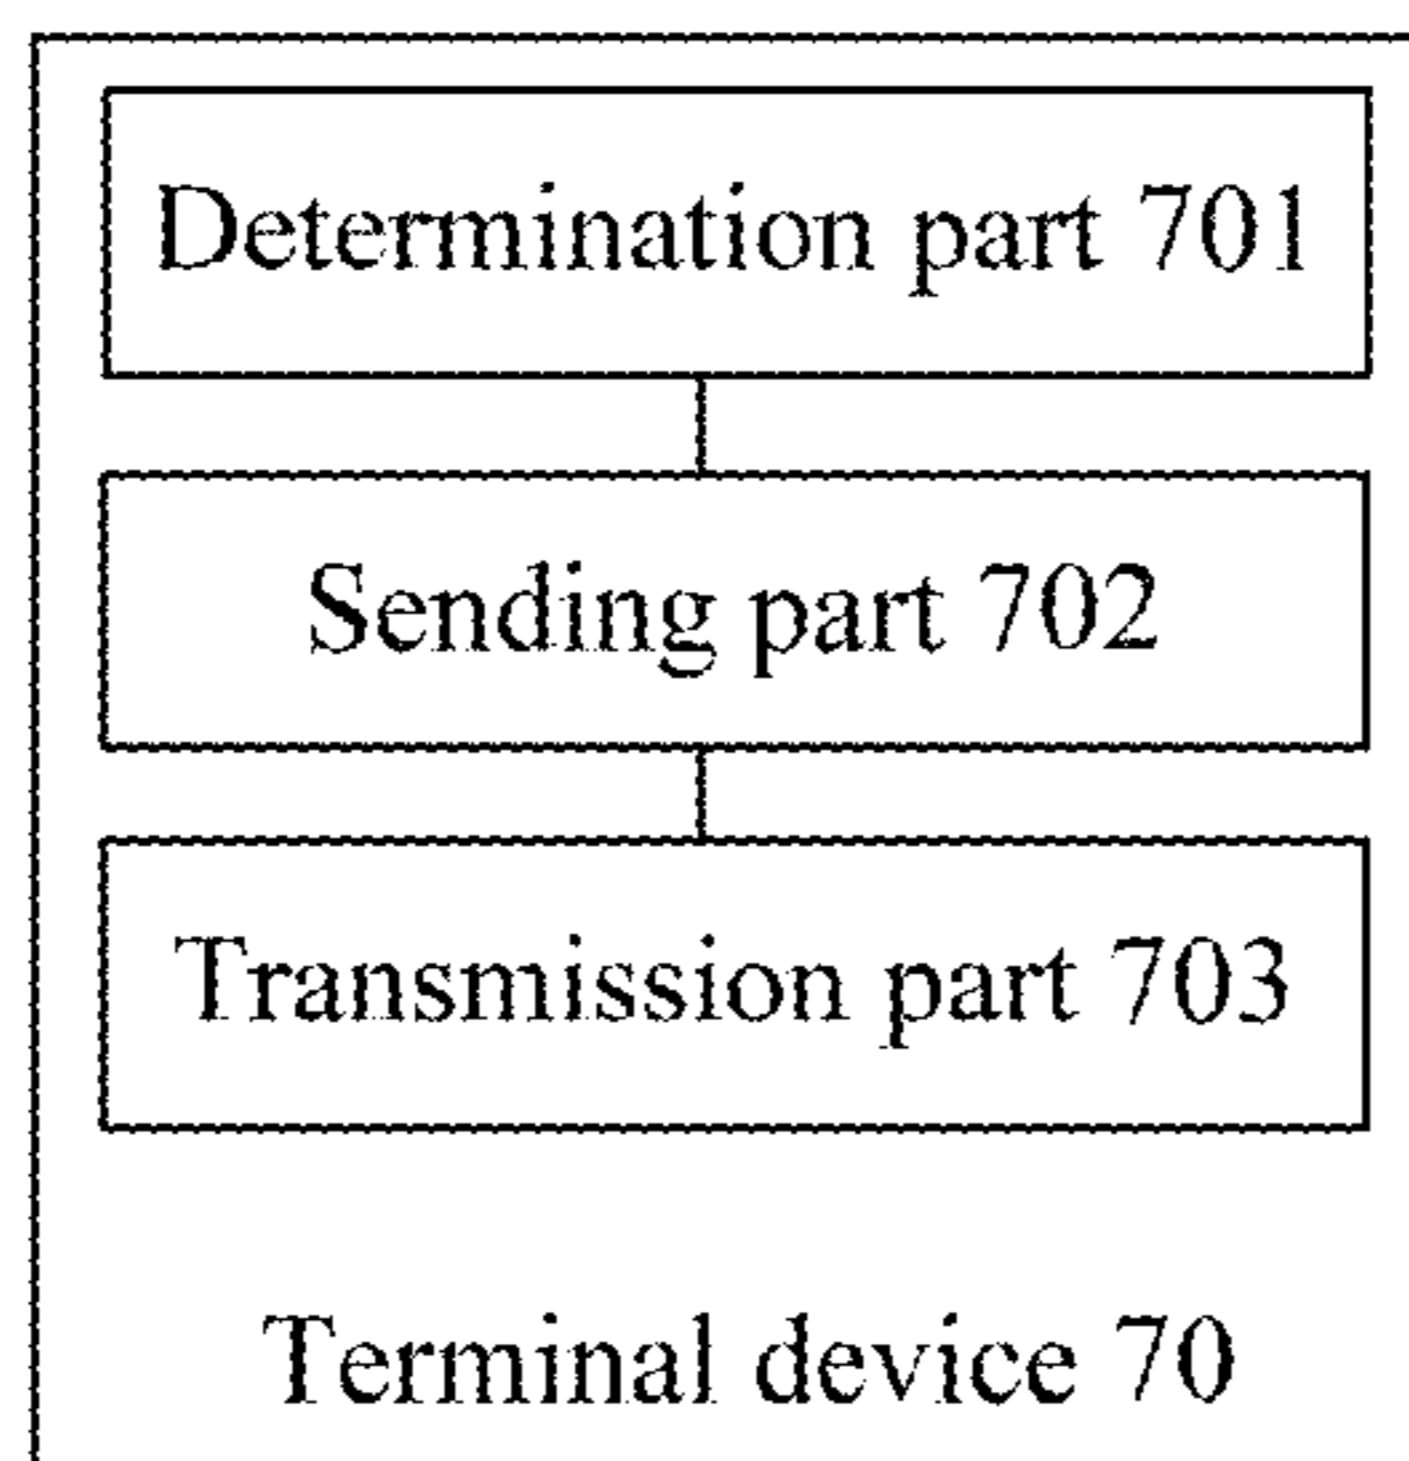 Determination part 701
Sending part 702
Transmission part 703
Terminal device 70